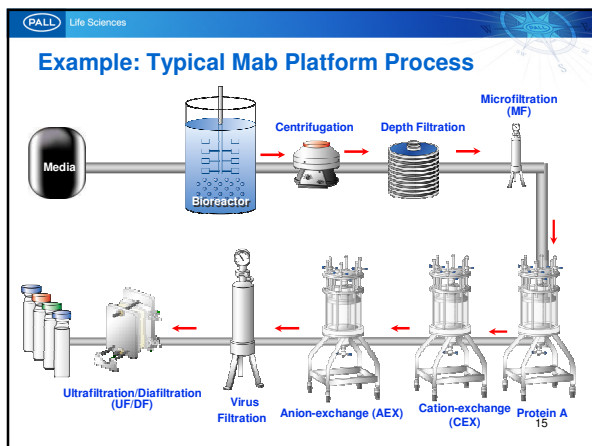 PALL Life Sciences
Example: Typical Mab Platform Process
Microfiltration
(MF)
Centrifugation
Depth Filtration
Media
Bioreactor
Ultrafiltration/Diafiltration
(UF/DF)
Virus
Filtration
Anion-exchange (AEX)
Cation-exchange
(CEX)
Protein A
15